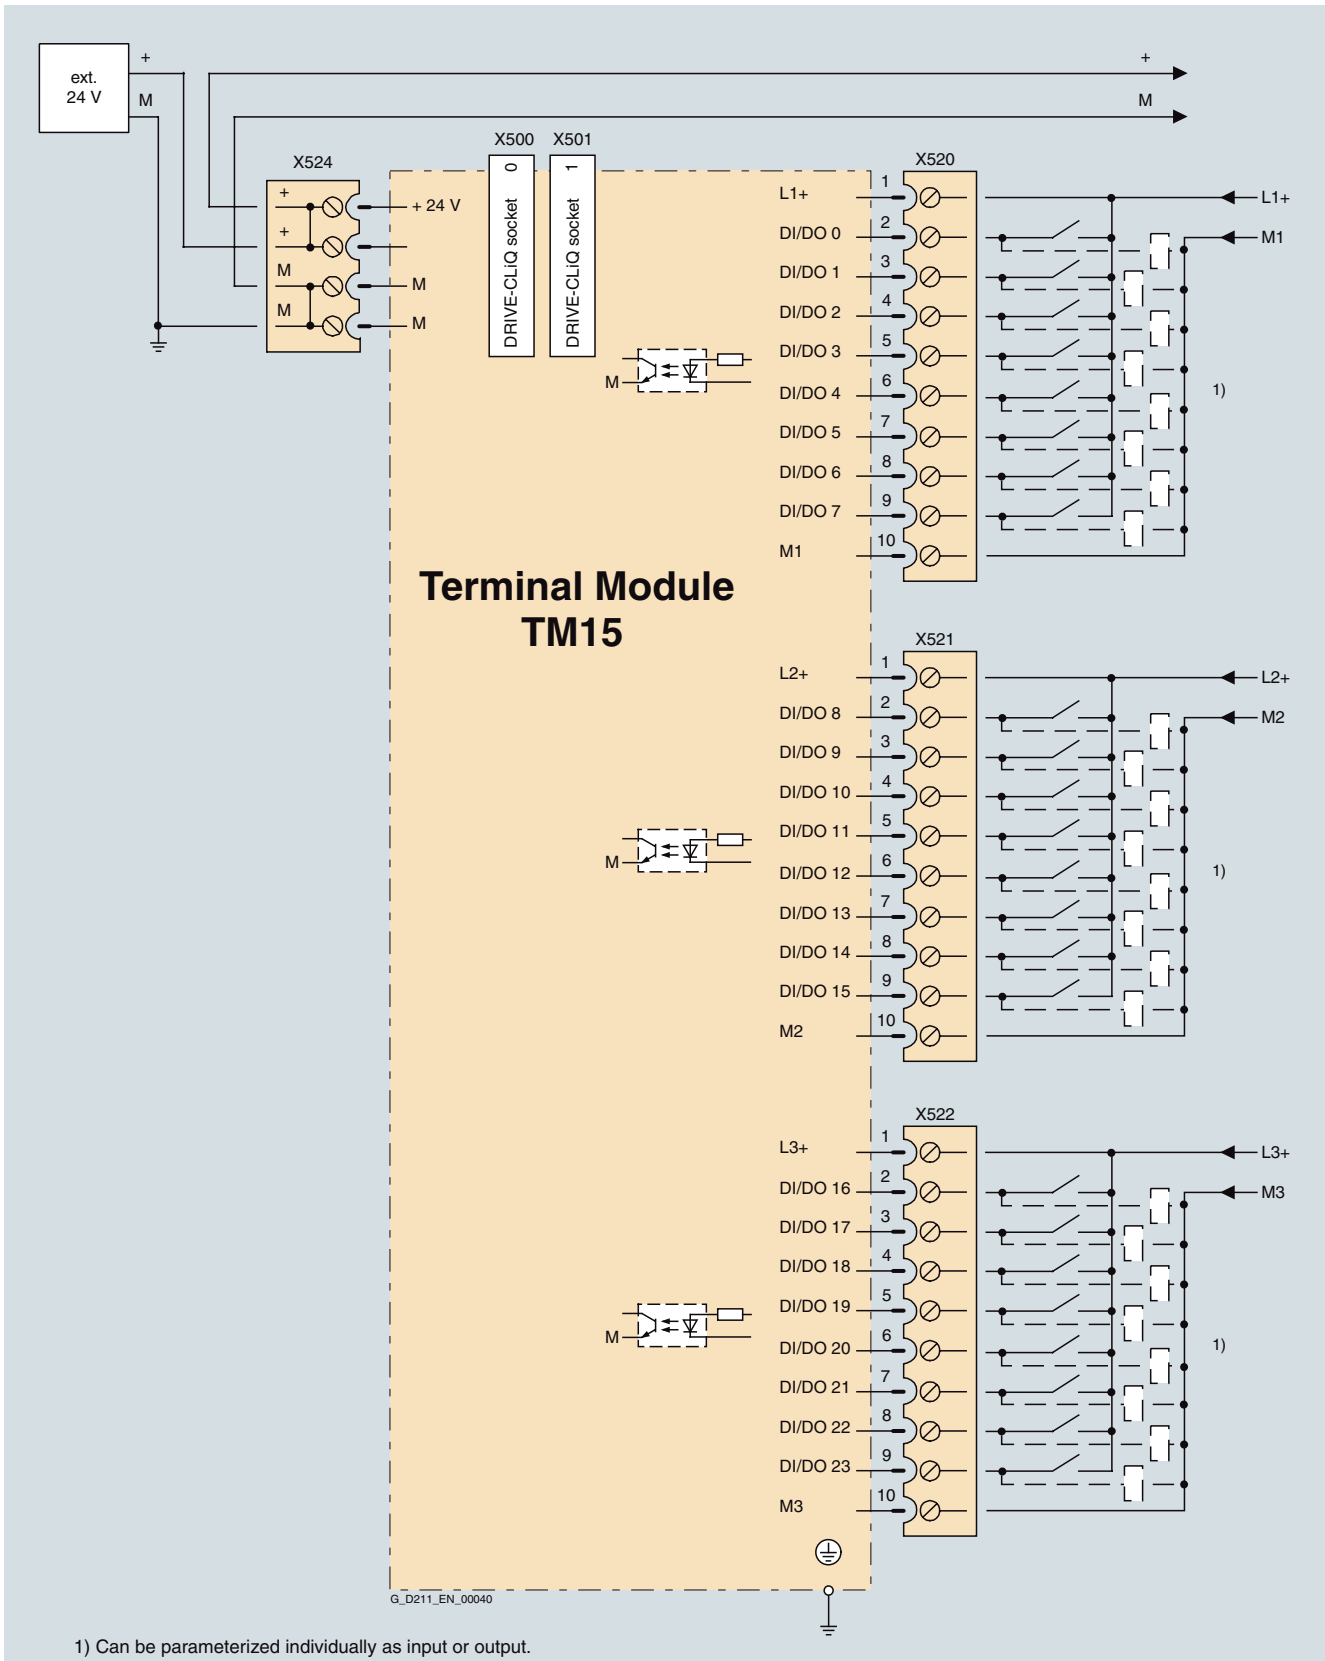 ext.
24 V
+
M
+
M
X524
+
+
M
M
+ 24 V
M
M
X500
X501
DRIVE-CLiQ socket 0
DRIVE-CLiQ socket 1
M
Terminal Module
TM15
X520
L1+ 1
DI/DO 0 2
DI/DO 1 3
DI/DO 2 4
DI/DO 3 5
DI/DO 4 6
DI/DO 5 7
DI/DO 6 8
DI/DO 7 9
M1 10
L1+
M1
1)
X521
L2+ 1
DI/DO 8 2
DI/DO 9 3
DI/DO 10 4
DI/DO 11 5
DI/DO 12 6
DI/DO 13 7
DI/DO 14 8
DI/DO 15 9
M2 10
M
L2+
M2
1)
X522
L3+ 1
DI/DO 16 2
DI/DO 17 3
DI/DO 18 4
DI/DO 19 5
DI/DO 20 6
DI/DO 21 7
DI/DO 22 8
DI/DO 23 9
M3 10
M
L3+
M3
1)
G_D211_EN_00040
1) Can be parameterized individually as input or output.